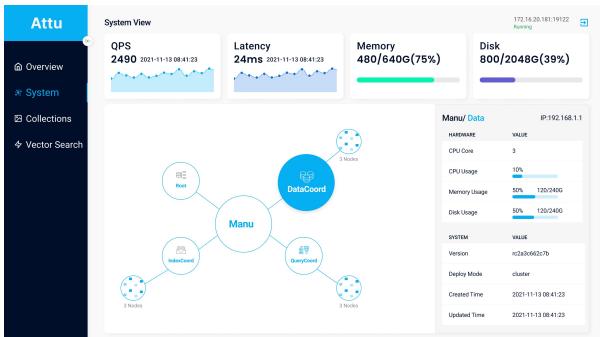 Attu
Overview
System
Collections
Vector Search
System View
172.16.20.181:19122
Running
QPS
2490 2021-11-13 08:41:23
Latency
24ms 2021-11-13 08:41:23
Memory
480/640G(75%)
Disk
800/2048G(39%)
3 Nodes
Root
DataCoord
Manu
IndexCoord
QueryCoord
3 Nodes
3 Nodes
Manu/ Data IP:192.168.1.1
HARDWARE VALUE
CPU Core 3
CPU Usage 10%
Memory Usage 50% 120/240G
Disk Usage 50% 120/240G
SYSTEM VALUE
Version rc2a3c662c7b
Deploy Mode cluster
Created Time 2021-11-13 08:41:23
Updated Time 2021-11-13 08:41:23